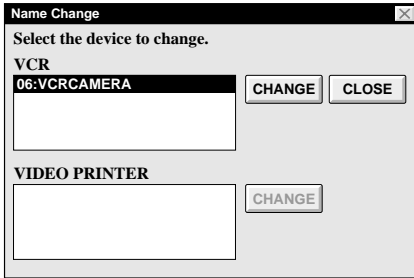 Name Change
Select the device to change.
VCR
06:VCRCAMERA
CHANGE CLOSE
VIDEO PRINTER
CHANGE